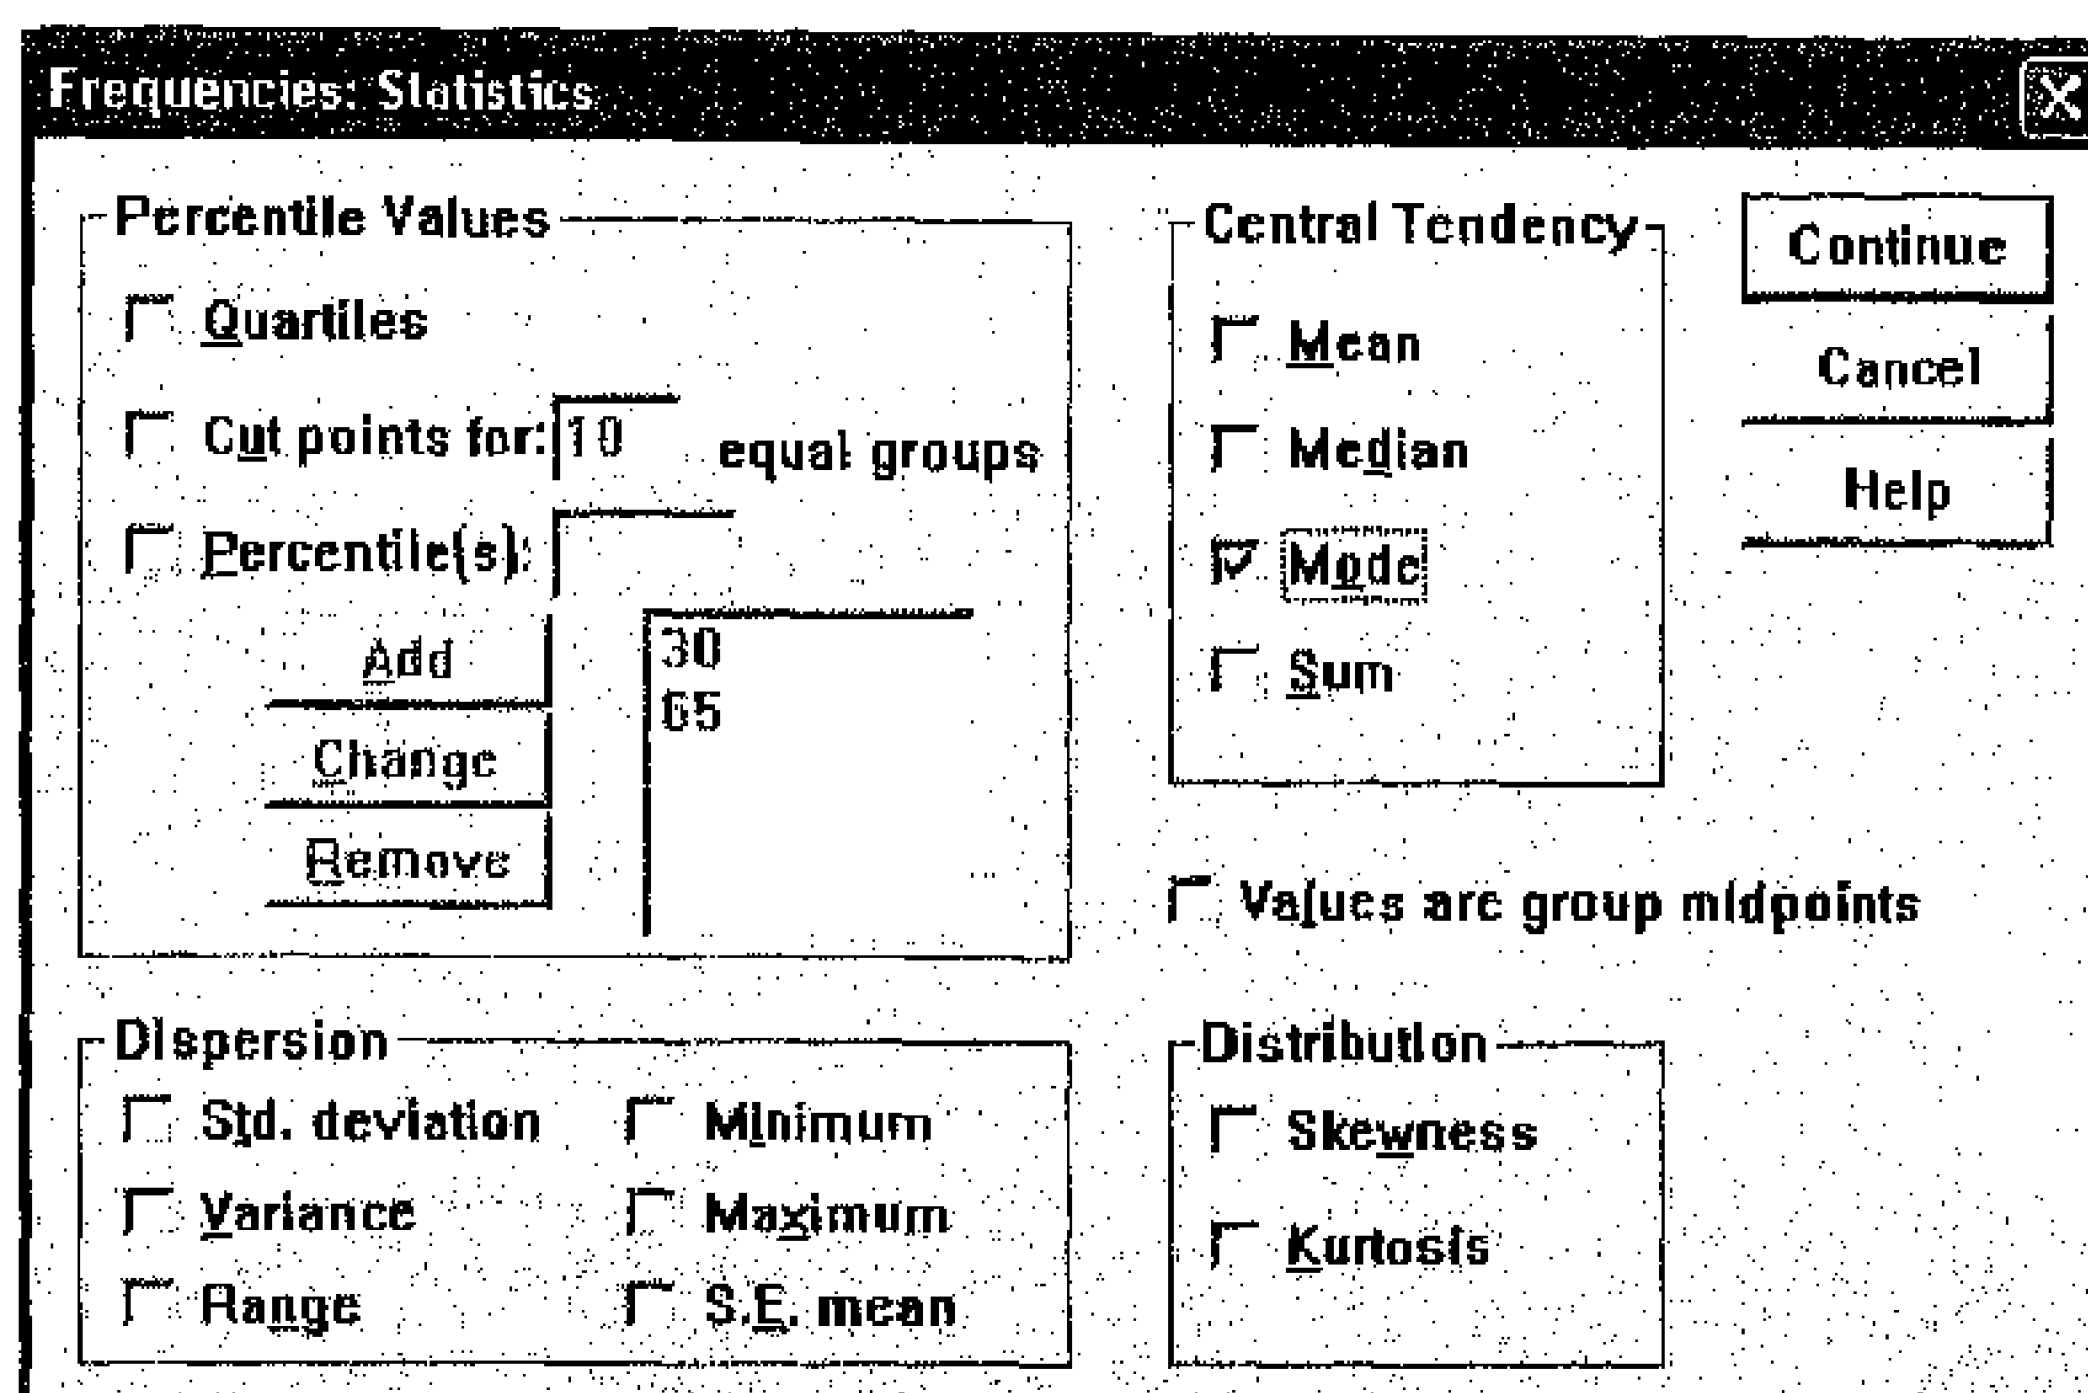 Frequencies: Statistics
Percentile Values
Quartiles
Cut points for: 10 equal groups
Percentile(s):
Add
Change
Remove
30
65
Central Tendency
Mean
Median
Mode
Sum
Continue
Cancel
Help
Values are group midpoints
Dispersion
Std. deviation
Minimum
Variance
Maximum
Range
S.E. mean
Distribution
Skewness
Kurtosis